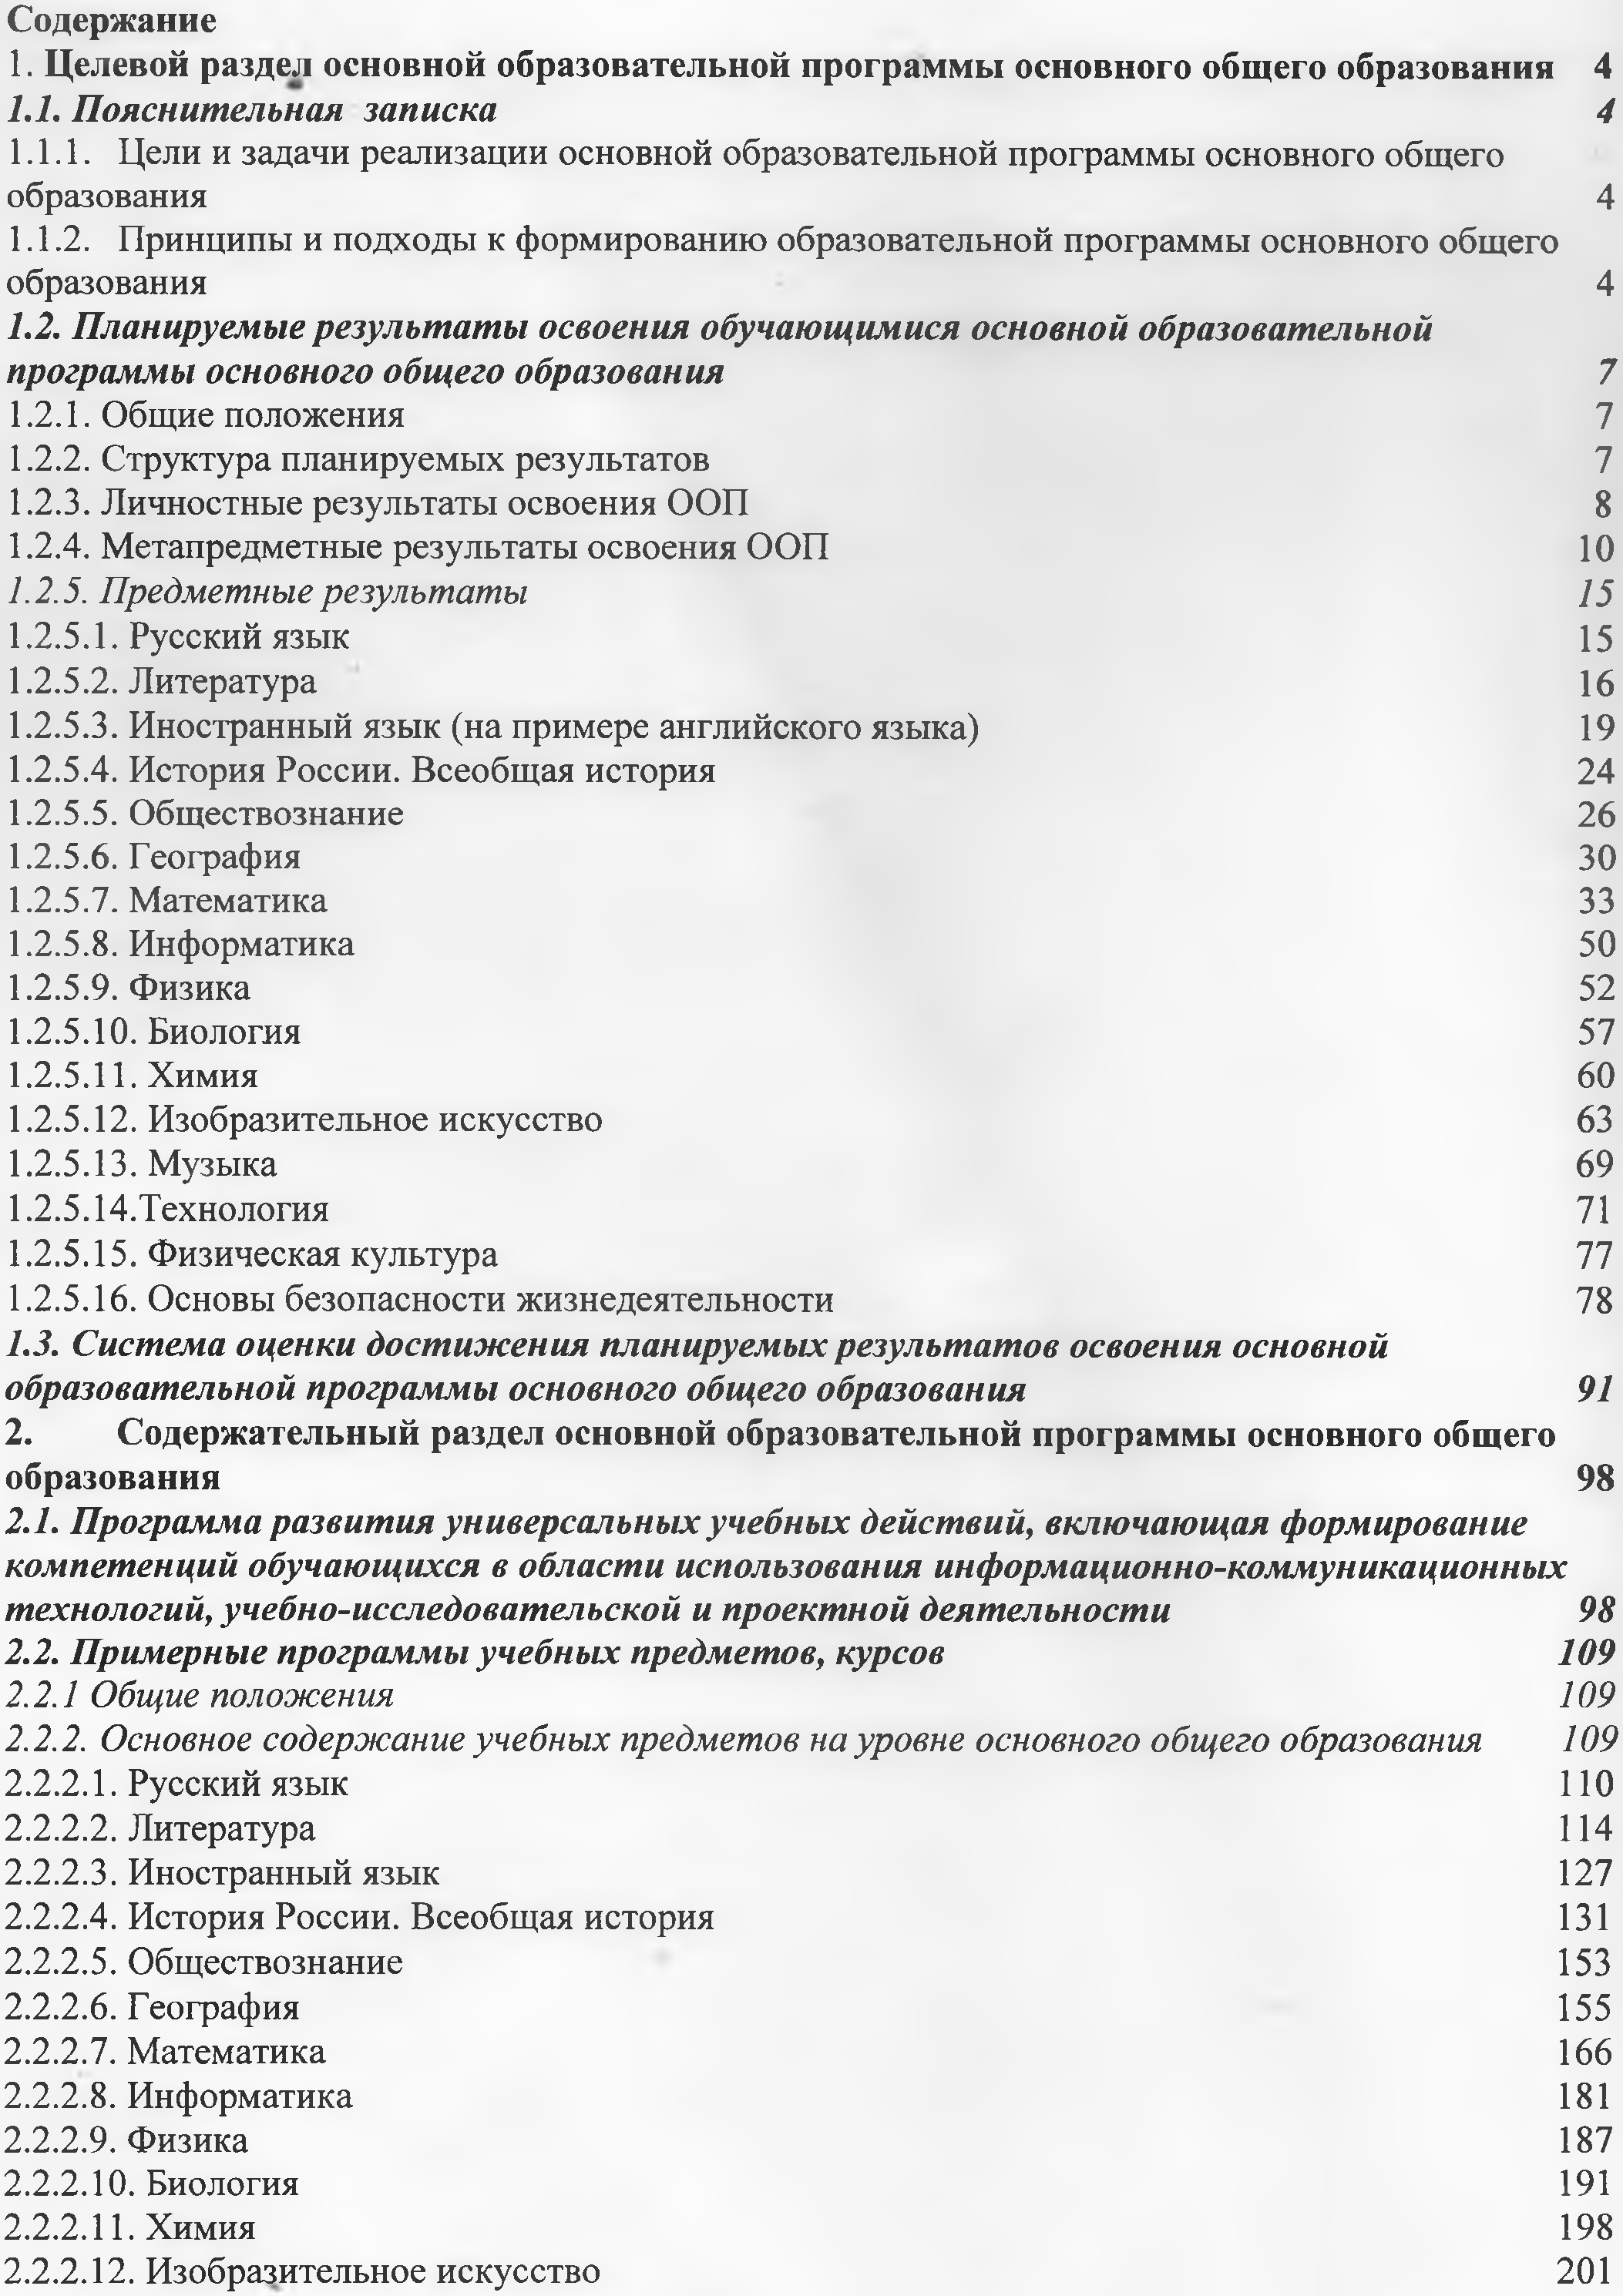 Содержание
1. Целевой раздел основной образовательной программы основного общего образования 4
1.1. Пояснительная записка 4
1.1.1. Цели и задачи реализации основной образовательной программы основного общего
образования 4
1.1.2. Принципы и подходы к формированию образовательной программы основного общего
образования 4
1.2. Планируемые результаты освоения обучающимися основной образовательной
программы основного общего образования 7
1.2.1. Общие положения 7
1.2.2. Структура планируемых результатов 7
1.2.3. Личностные результаты освоения ООП 8
1.2.4. Метапредметные результаты освоения ООП 10
1.2.5. Предметные результаты 15
1.2.5.1. Русский язык 15
1.2.5.2. Литература 16
1.2.5.3. Иностранный язык (на примере английского языка) 19
1.2.5.4. История России. Всеобщая история 24
1.2.5.5. Обществознание 26
1.2.5.6. География 30
1.2.5.7. Математика 33
1.2.5.8. Информатика 50
1.2.5.9. Физика 52
1.2.5.10. Биология 57
1.2.5.11. Химия 60
1.2.5.12. Изобразительное искусство 63
1.2.5.13. Музыка 69
1.2.5.14.Технология 71
1.2.5.15. Физическая культура 77
1.2.5.16. Основы безопасности жизнедеятельности 78
1.3. Система оценки достижения планируемых результатов освоения основной
образовательной программы основного общего образования 91
2. Содержательный раздел основной образовательной программы основного общего
образования 98
2.1. Программа развития универсальных учебных действий, включающая формирование
компетенций обучающихся в области использования информационно-коммуникационных
технологий, учебно-исследовательской и проектной деятельности 98
2.2. Примерные программы учебных предметов, курсов 109
2.2.1 Общие положения 109
2.2.2. Основное содержание учебных предметов на уровне основного общего образования 109
2.2.2.1. Русский язык 110
2.2.2.2. Литература 114
2.2.2.3. Иностранный язык 127
2.2.2.4. История России. Всеобщая история 131
2.2.2.5. Обществознание 153
2.2.2.6. География 155
2.2.2.7. Математика 166
2.2.2.8. Информатика 181
2.2.2.9. Физика 187
2.2.2.10. Биология 191
2.2.2.11. Химия 198
2.2.2.12. Изобразительное искусство 201